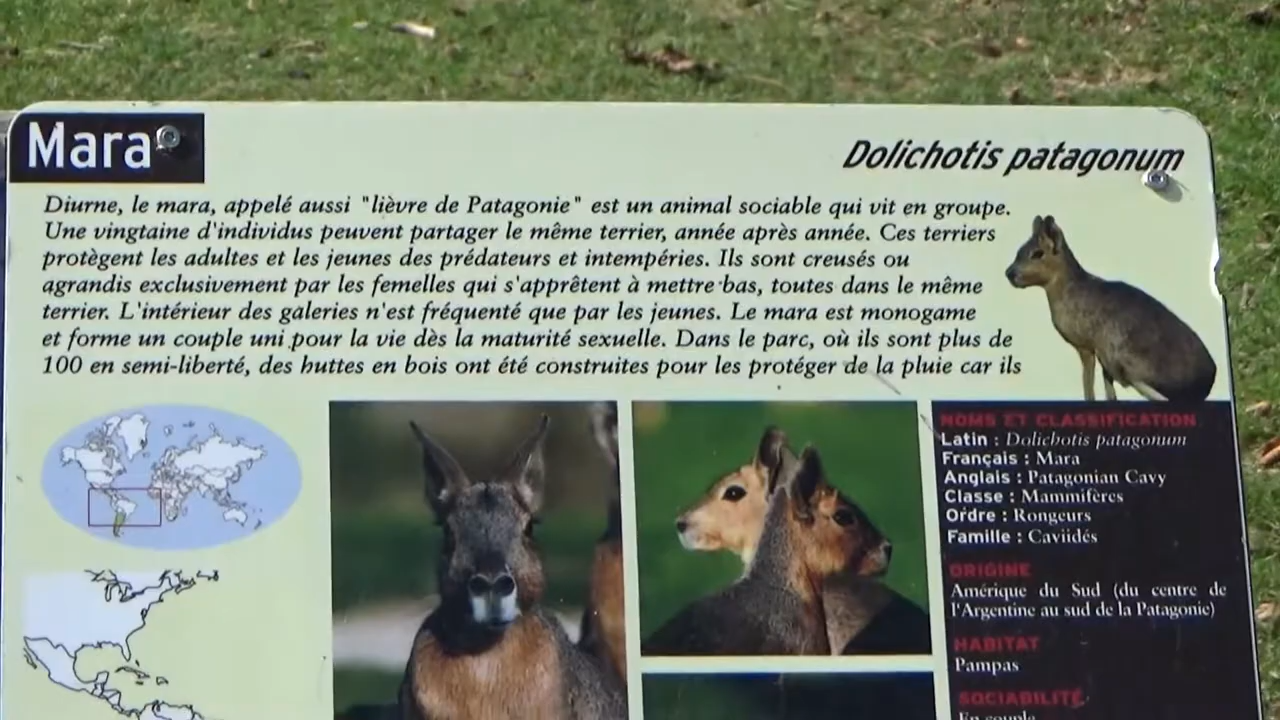 Mara
Dolichotis patagonum
Diurne, le mara, appelé aussi "lièvre de Patagonie" est un animal sociable qui vit en groupe.
Une vingtaine d'individus peuvent partager le même terrier, année après année. Ces terriers
protègent les adultes et les jeunes des prédateurs et intempéries. Ils sont creusés ou
agrandis exclusivement par les femelles qui s'apprêtent à mettre bas, toutes dans le même
terrier. L'intérieur des galeries n'est fréquenté que par les jeunes. Le mara est monogame
et forme un couple uni pour la vie dès la maturité sexuelle. Dans le parc, où ils sont plus de
100 en semi-liberté, des huttes en bois ont été construites pour les protéger de la pluie car ils
NOMS ET CLASSIFICATION
Latin : Dolichotis patagonum
Français : Mara
Anglais : Patagonian Cavy
Classe : Mammifères
Ordre : Rongeurs
Famille : Caviidés
ORIGINE
Amérique du Sud (du centre de
l'Argentine au sud de la Patagonie)
HABITAT
Pampas
SOCIABILITÉ
En couple